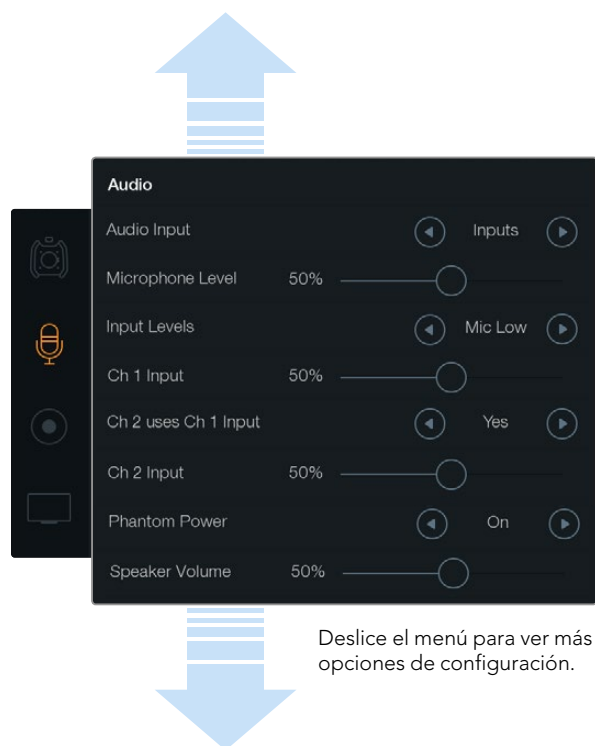 Audio
Audio Input Inputs
Microphone Level 50%
Input Levels Mic Low
Ch 1 Input 50%
Ch 2 uses Ch 1 Input Yes
Ch 2 Input 50%
Phantom Power On
Speaker Volume 50%
Deslice el menú para ver más
opciones de configuración.